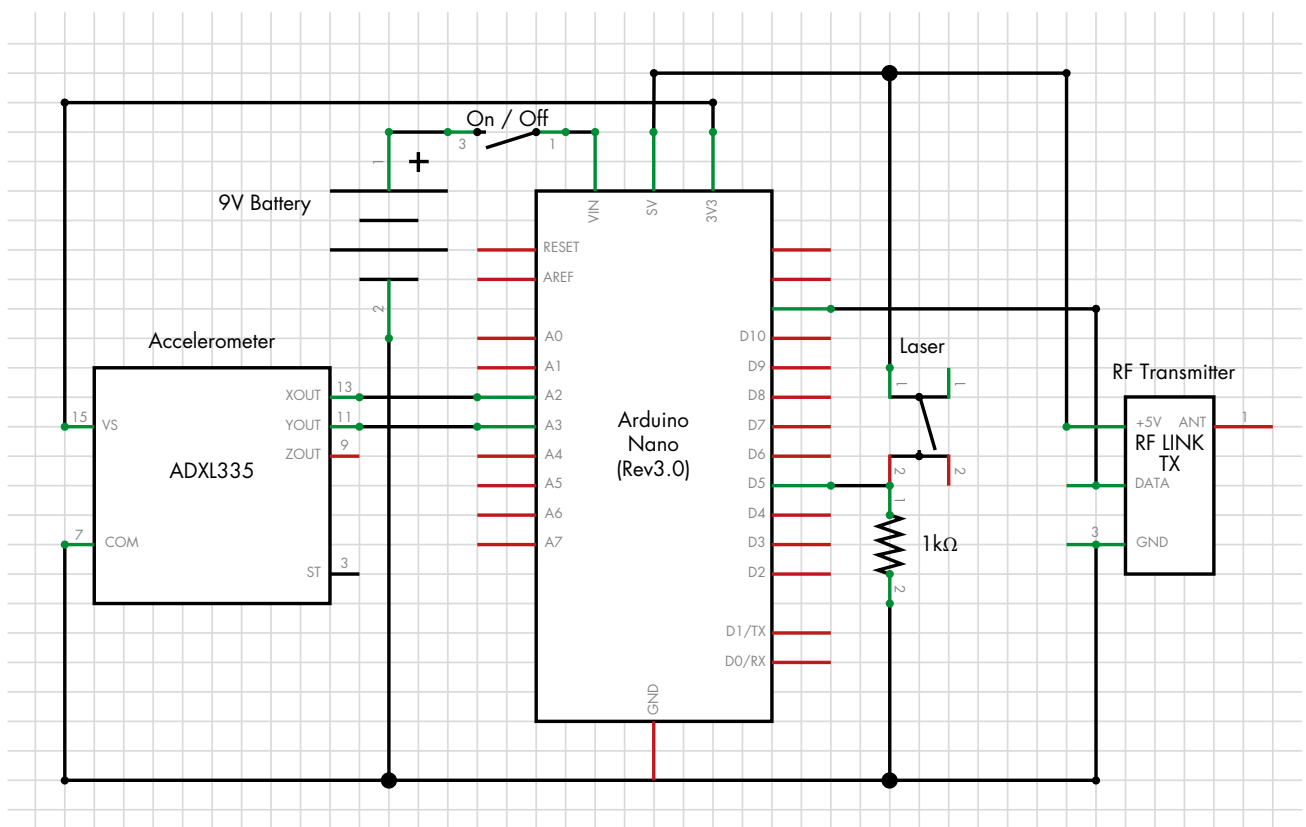 On / Off
3
1
1
+
9V Battery
VIN
5V
3V3
RESET
AREF
2
Accelerometer
A0
D10
Laser
A1
D9
RF Transmitter
1
1
XOUT
13
A2
D8
15
VS
YOUT
11
A3
Arduino
Nano
(Rev3.0)
D7
+5V
ANT
1
RF LINK
TX
ZOUT
9
A4
D6
ADXL335
2
2
A5
D5
DATA
1
A6
D4
7
COM
A7
D3
1kΩ
3
GND
ST
3
D2
2
D1/TX
D0/RX
GND